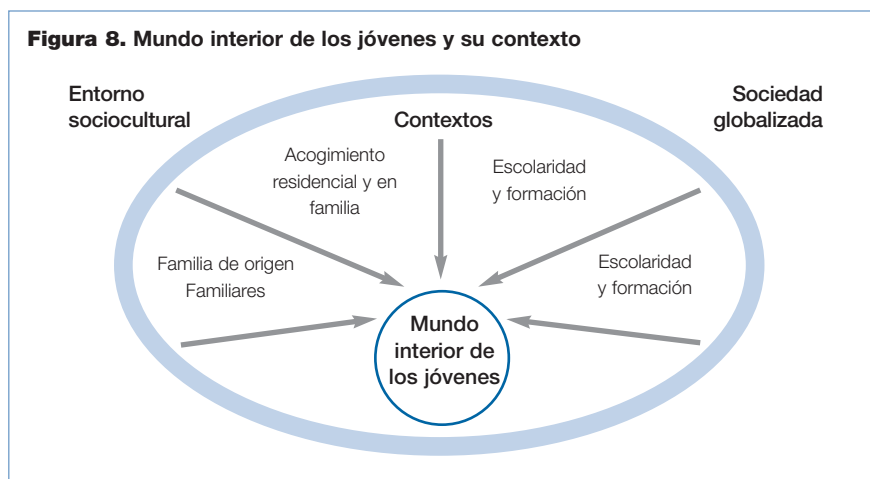 Figura 8. Mundo interior de los jóvenes y su contexto
Entorno
sociocultural
Contextos
Sociedad
globalizada
Acogimiento
residencial y en
familia
Escolaridad
y formación
Familia de origen
Familiares
Escolaridad
y formación
Mundo
interior de
los jóvenes